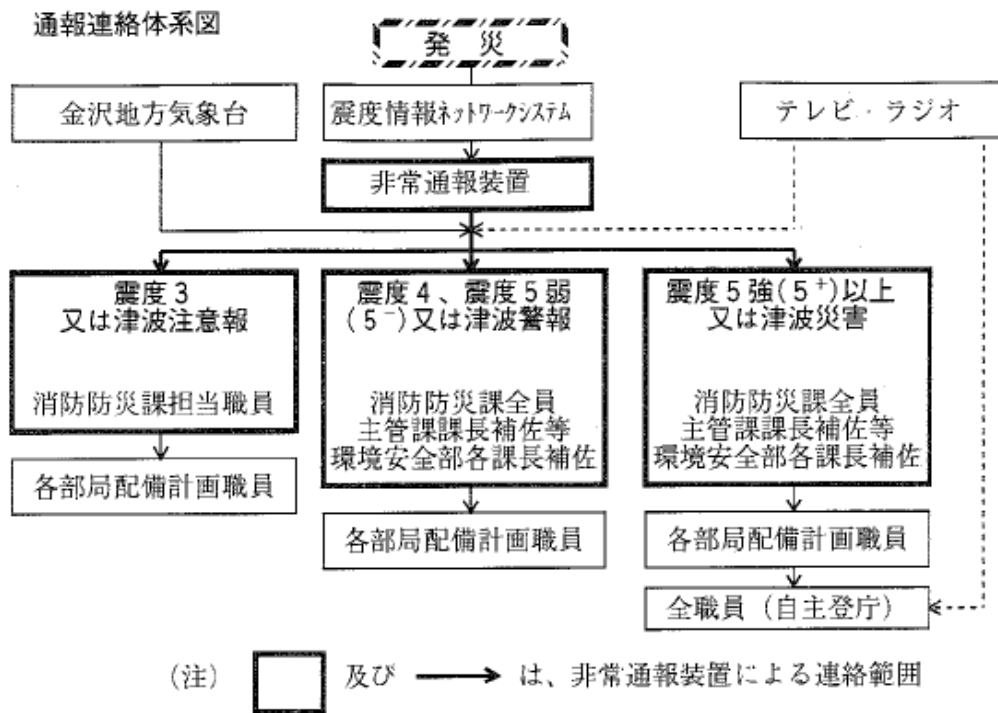 通報連絡体系図
発 災
金沢地方気象台
震度情報ネットワークシステム
テレビ・ラジオ
非常通報装置
震度3
又は津波注意報
消防防災課担当職員
各部局配備計画職員
震度4、震度5弱
(5⁻)又は津波警報
消防防災課全員
主管課課長補佐等
環境安全部各課長補佐
各部局配備計画職員
震度5強(5⁺)以上
又は津波災害
消防防災課全員
主管課課長補佐等
環境安全部各課長補佐
各部局配備計画職員
全職員(自主登庁)
(注) 及び は、非常通報装置による連絡範囲